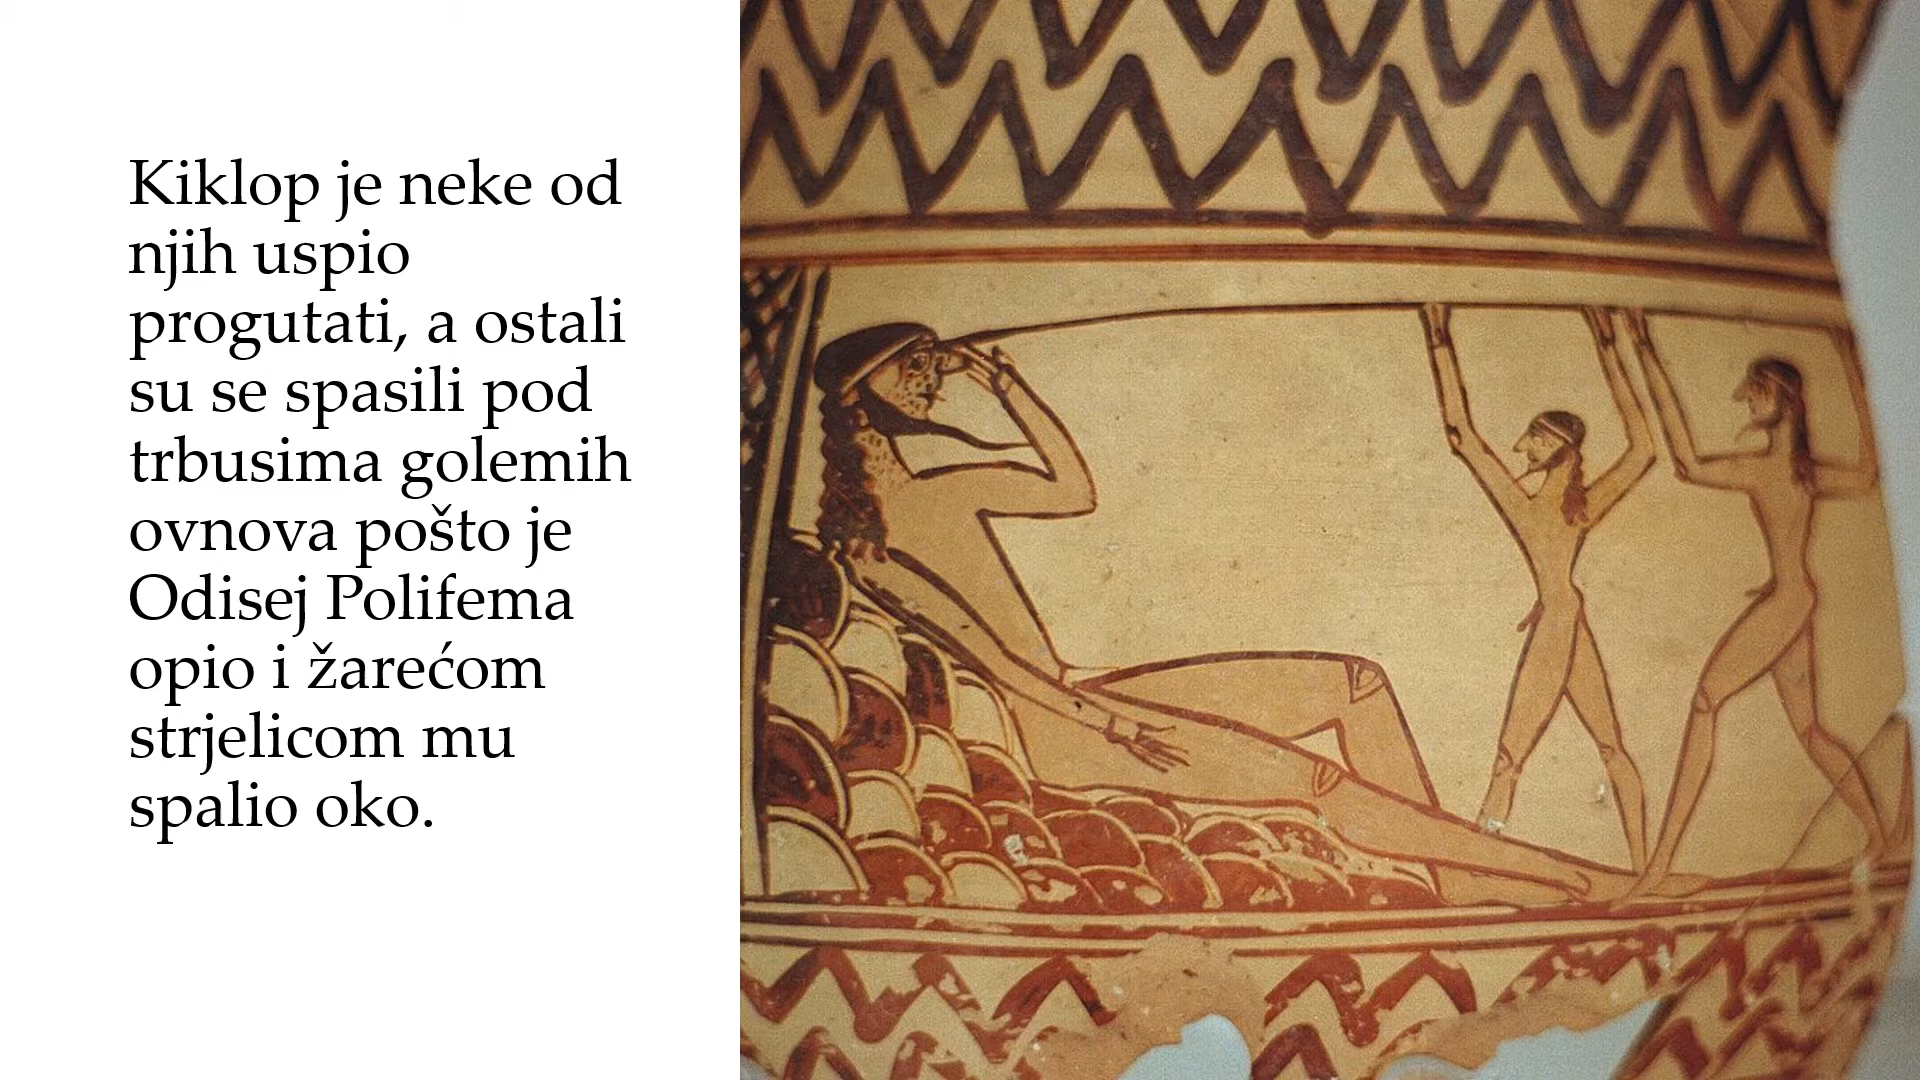 Kiklop je neke od
njih uspio
progutati, a ostali
su se spasili pod
trbusima golemih
ovnova pošto je
Odisej Polifema
opio i žarećom
strjelicom mu
spalio oko.